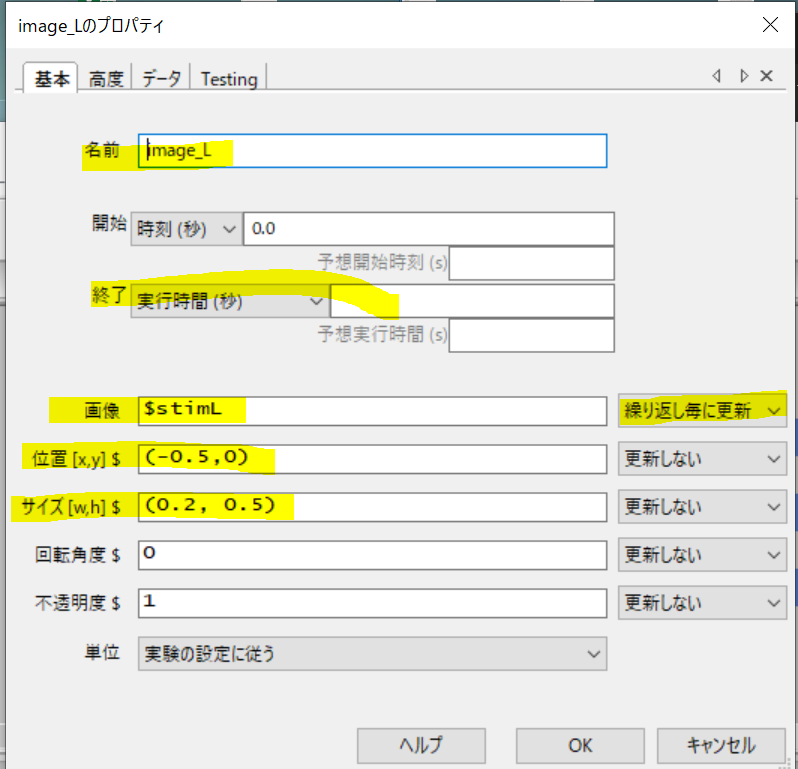 image_Lのプロパティ
基本 高度 データ Testing
名前 image_L
開始 時刻 (秒) 0.0
予想開始時刻 (s)
終了 実行時間 (秒)
予想実行時間 (s)
画像 $stimL 繰り返し毎に更新
位置 [x,y] $ (-0.5,0) 更新しない
サイズ [w,h] $ (0.2, 0.5) 更新しない
回転角度 $ 0 更新しない
不透明度 $ 1 更新しない
単位 実験の設定に従う
ヘルプ OK キャンセル